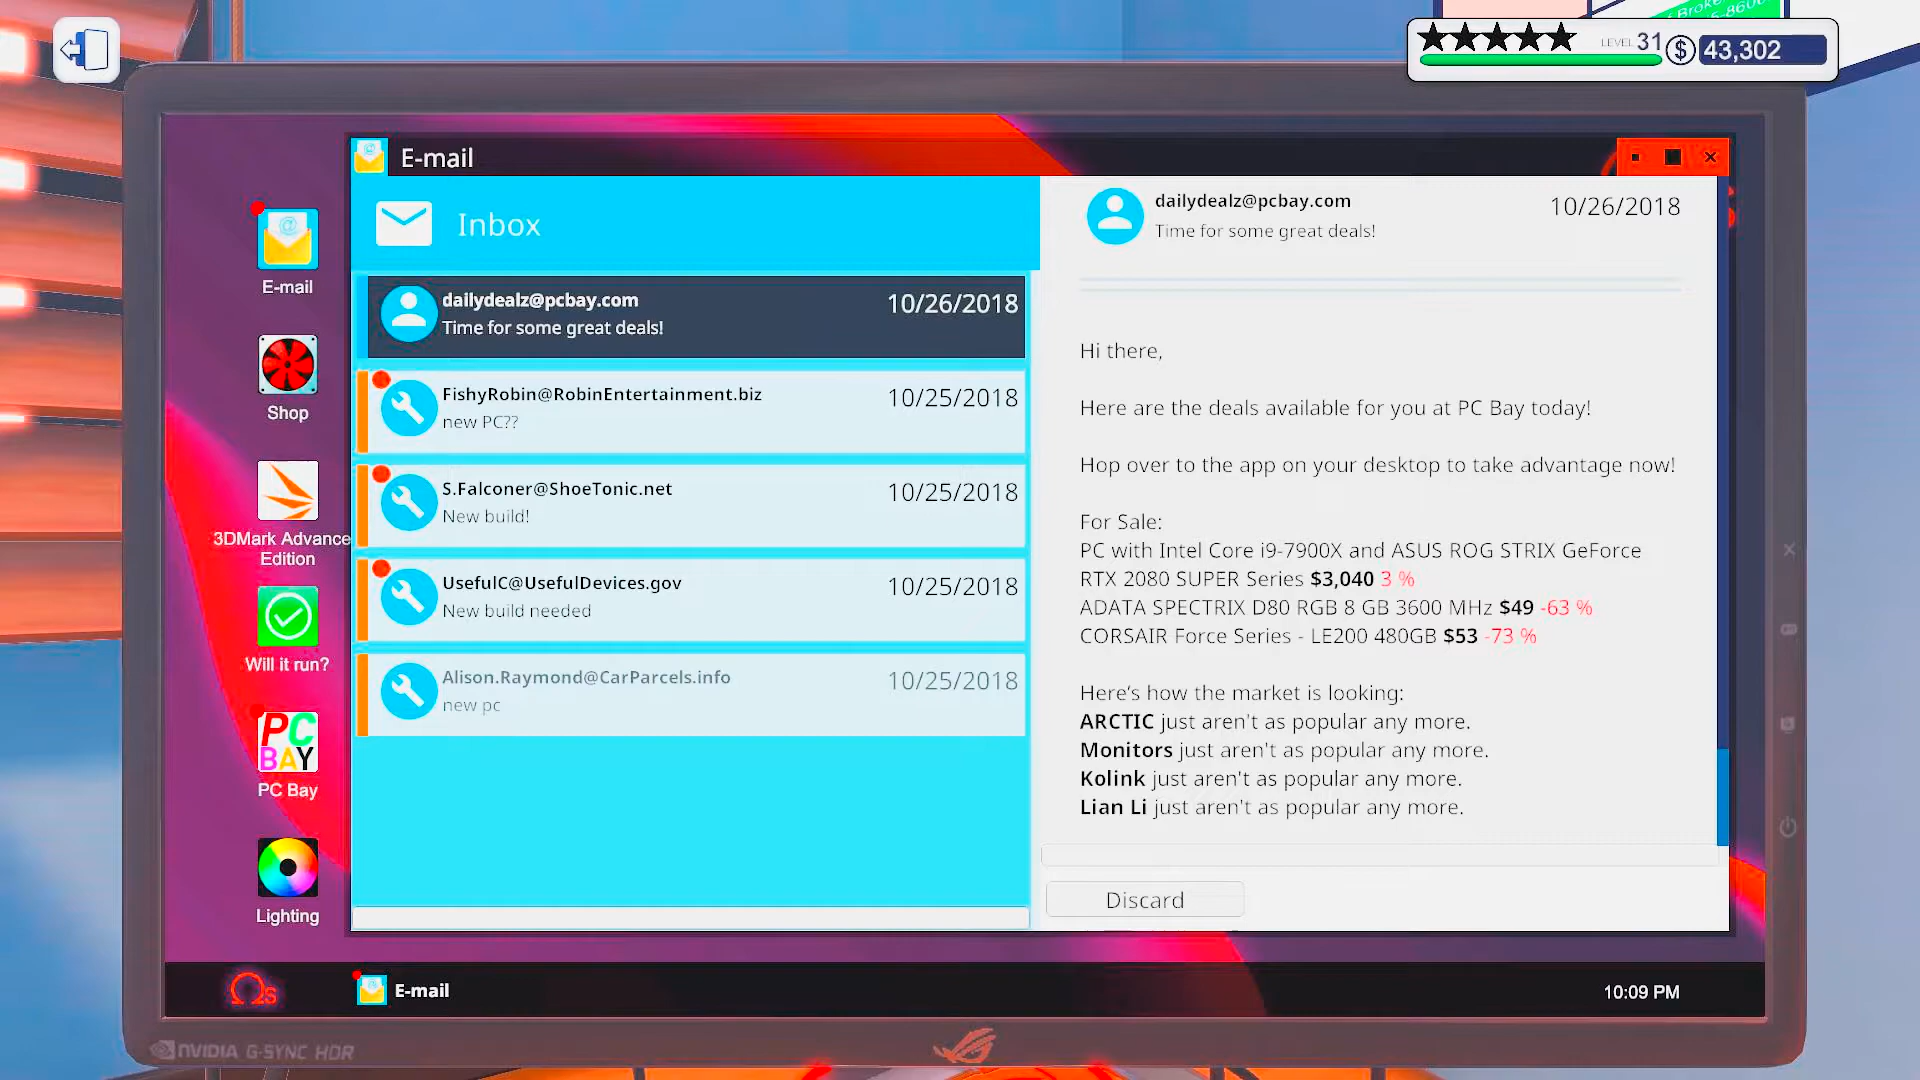 LEVEL 31
$ 43,302
E-mail
Inbox
dailydealz@pcbay.com
10/26/2018
Time for some great deals!
FishyRobin@RobinEntertainment.biz
10/25/2018
new PC??
S.Falconer@ShoeTonic.net
10/25/2018
New build!
UsefulC@UsefulDevices.gov
10/25/2018
New build needed
Alison.Raymond@CarParcels.info
10/25/2018
new pc
dailydealz@pcbay.com
10/26/2018
Time for some great deals!
Hi there,
Here are the deals available for you at PC Bay today!
Hop over to the app on your desktop to take advantage now!
For Sale:
PC with Intel Core i9-7900X and ASUS ROG STRIX GeForce
RTX 2080 SUPER Series $3,040 3 %
ADATA SPECTRIX D80 RGB 8 GB 3600 MHz $49 -63 %
CORSAIR Force Series - LE200 480GB $53 -73 %
Here's how the market is looking:
ARCTIC just aren't as popular any more.
Monitors just aren't as popular any more.
Kolink just aren't as popular any more.
Lian Li just aren't as popular any more.
Discard
E-mail
Shop
3DMark Advance
Edition
Will it run?
PC
BAY
PC Bay
Lighting
Ωs
E-mail
10:09 PM
NVIDIA G-SYNC HDR